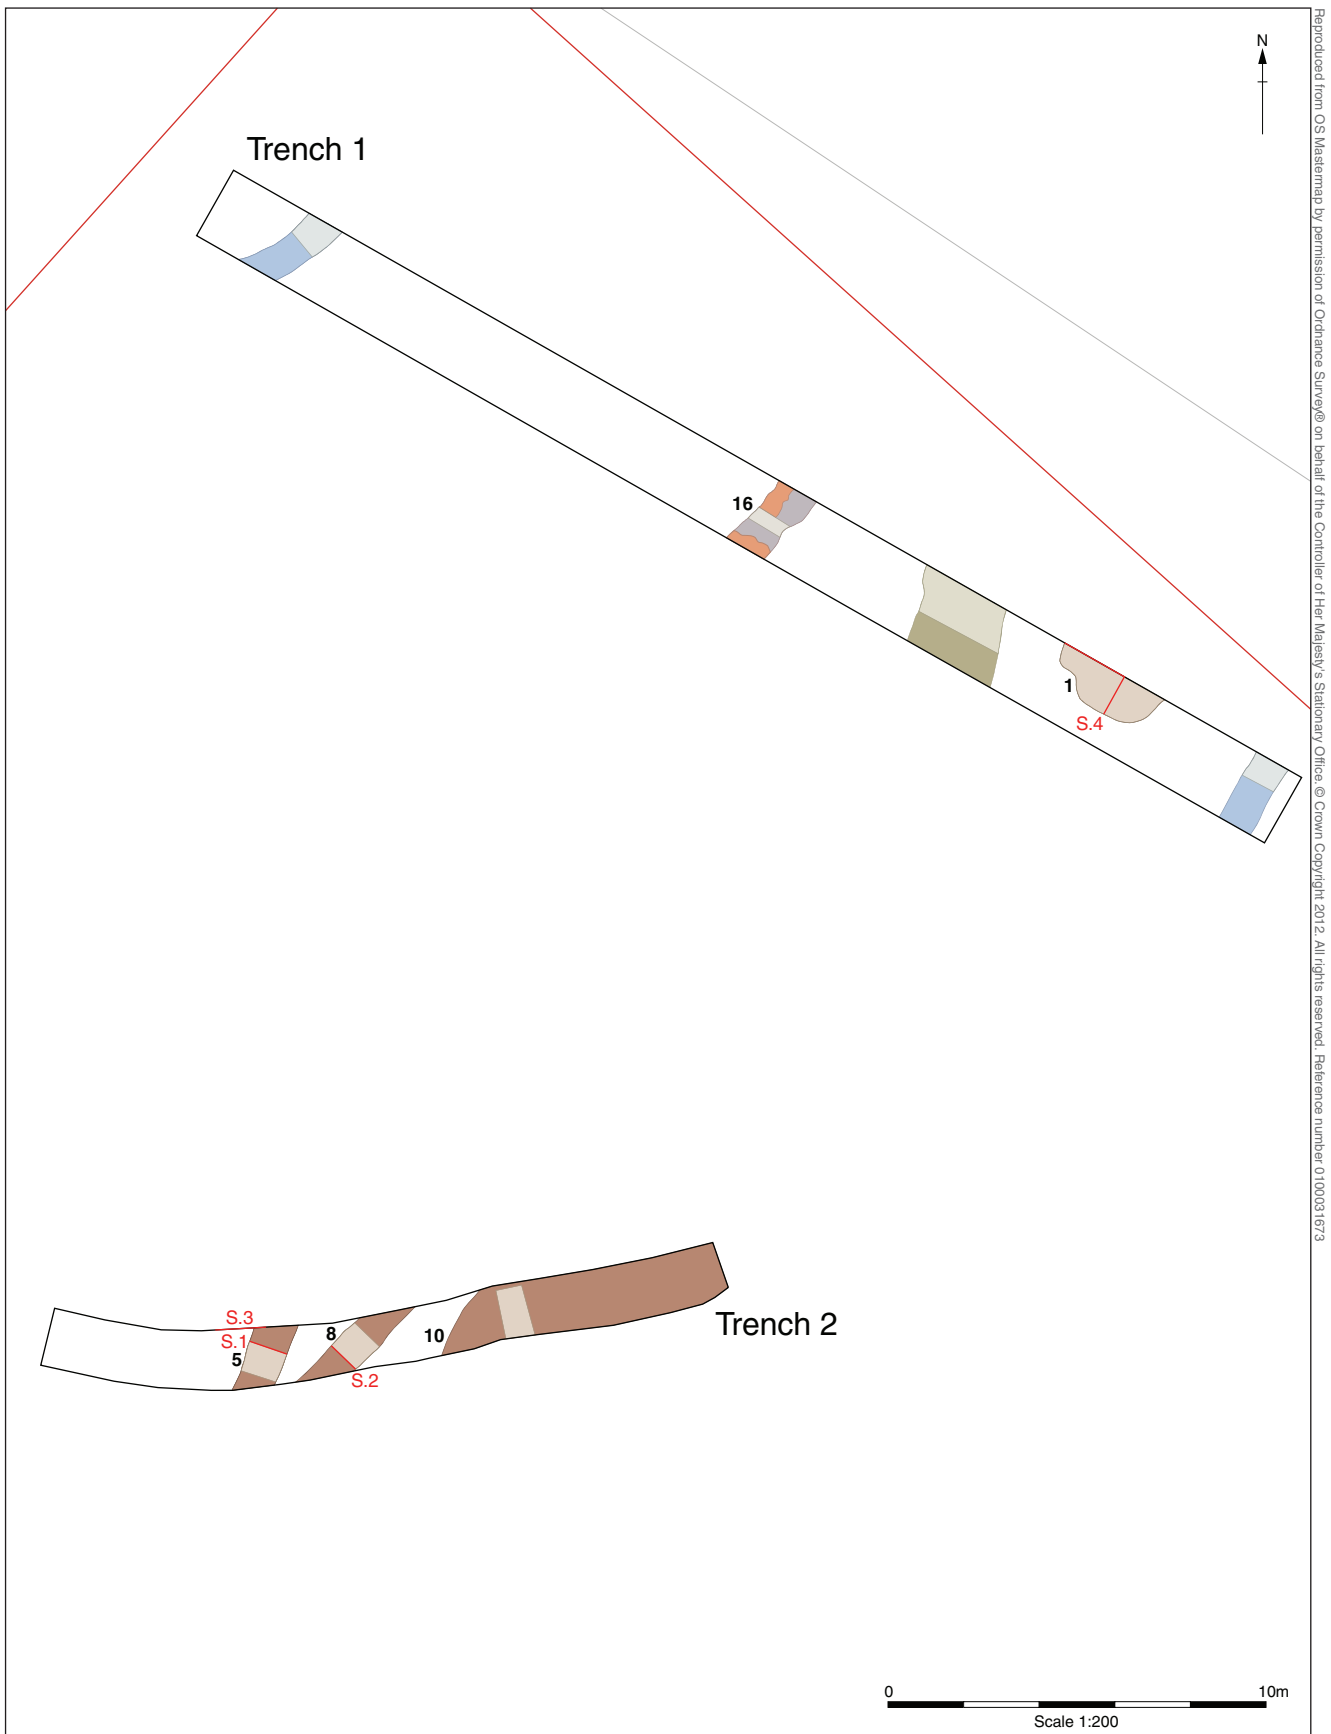 N
Trench 1
16
1
S.4
S.3
S.1
5
8
S.2
10
Trench 2
0 10m
Scale 1:200
Reproduced from OS Mastermap by permission of Ordnance Survey® on behalf of the Controller of Her Majesty's Stationary Office. © Crown Copyright 2012. All rights reserved. Reference number 0100031673